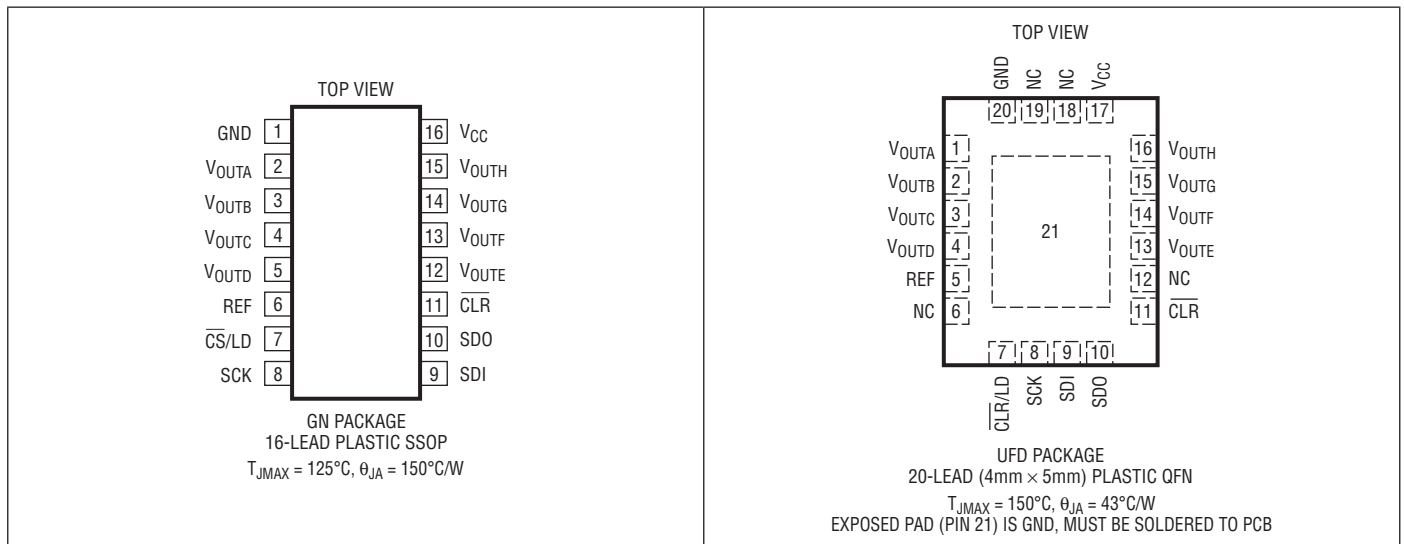 TOP VIEW
GND 1
VOUTA 2
VOUTB 3
VOUTC 4
VOUTD 5
REF 6
C̅S̅/LD 7
SCK 8
16 VCC
15 VOUTH
14 VOUTG
13 VOUTF
12 VOUTE
11 C̅L̅R̅
10 SDO
9 SDI
GN PACKAGE
16-LEAD PLASTIC SSOP
TJMAX = 125°C, θJA = 150°C/W
TOP VIEW
GND NC NC VCC
20 19 18 17
VOUTA 1
VOUTB 2
VOUTC 3
VOUTD 4
REF 5
NC 6
21
16 VOUTH
15 VOUTG
14 VOUTF
13 VOUTE
12 NC
11 C̅L̅R̅
7 8 9 10
C̅L̅R̅/LD SCK SDI SDO
UFD PACKAGE
20-LEAD (4mm × 5mm) PLASTIC QFN
TJMAX = 150°C, θJA = 43°C/W
EXPOSED PAD (PIN 21) IS GND, MUST BE SOLDERED TO PCB